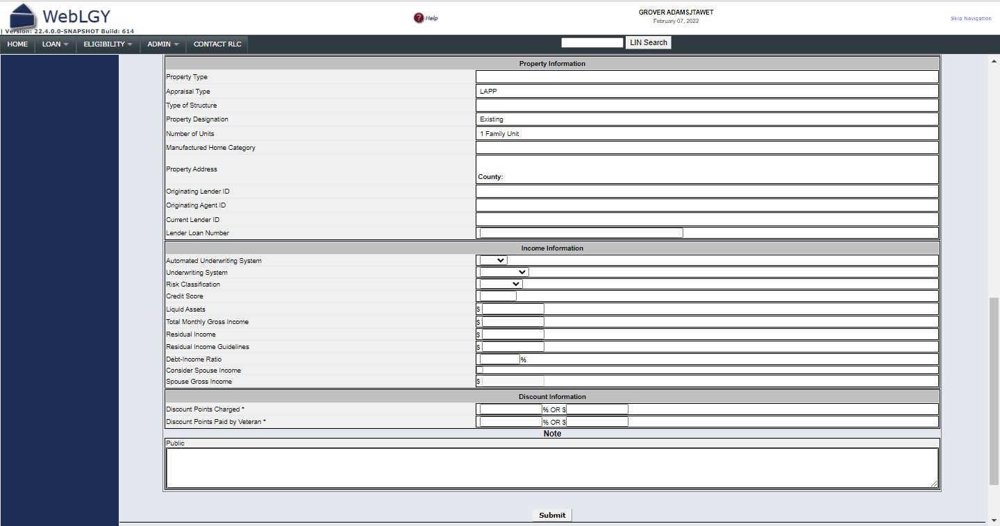 WebLGY
| Version: 22.4.0.0-SNAPSHOT Build: 614
Help
GROVER ADAMSJTAWET
February 07, 2022
Skip Navigation
HOME LOAN ELIGIBILITY ADMIN CONTACT RLC LIN Search
Property Information
Property Type
Appraisal Type LAPP
Type of Structure
Property Designation Existing
Number of Units 1 Family Unit
Manufactured Home Category
Property Address
County:
Originating Lender ID
Originating Agent ID
Current Lender ID
Lender Loan Number
Income Information
Automated Underwriting System
Underwriting System
Risk Classification
Credit Score
Liquid Assets $
Total Monthly Gross Income $
Residual Income $
Residual Income Guidelines $
Debt-Income Ratio %
Consider Spouse Income
Spouse Gross Income $
Discount Information
Discount Points Charged * % OR $
Discount Points Paid by Veteran * % OR $
Note
Public
Submit